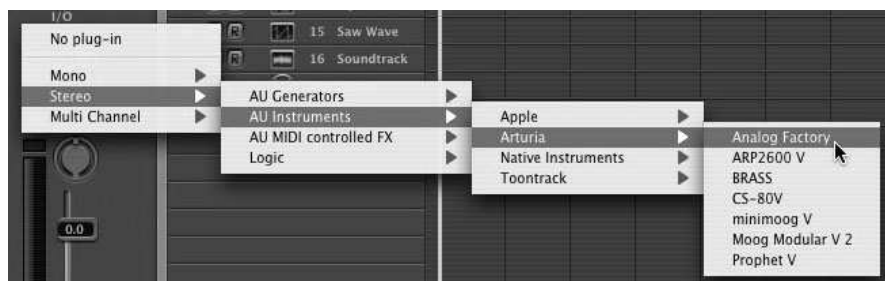 I/O
No plug-in
Mono
Stereo
Multi Channel
R 15 Saw Wave
R 16 Soundtrack
AU Generators
AU Instruments
AU MIDI controlled FX
Logic
Apple
Arturia
Native Instruments
Toontrack
Analog Factory
ARP2600 V
BRASS
CS-80V
minimoog V
Moog Modular V 2
Prophet V
0.0